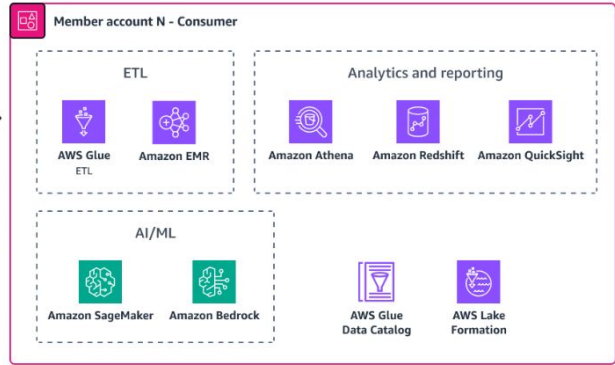 Member account N - Consumer
ETL
Analytics and reporting
AWS Glue
ETL
Amazon EMR
Amazon Athena
Amazon Redshift
Amazon QuickSight
AI/ML
Amazon SageMaker
Amazon Bedrock
AWS Glue
Data Catalog
AWS Lake
Formation